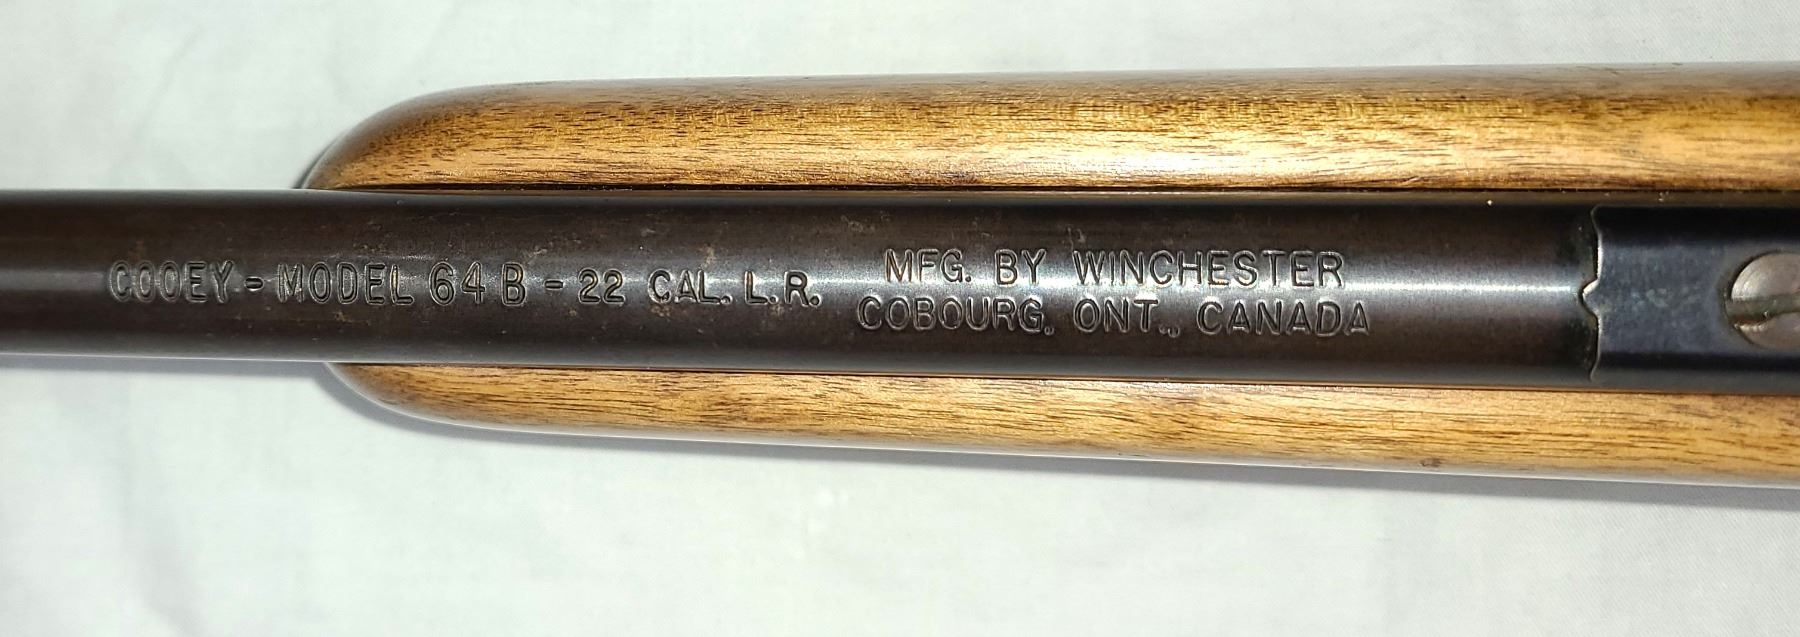 COOEY - MODEL 64 B - 22 CAL. L.R.
MFG. BY WINCHESTER
COBOURG, ONT., CANADA